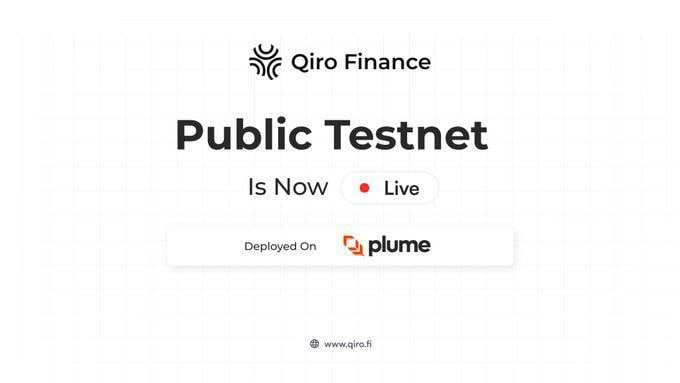 Qiro Finance
Public Testnet
Is Now Live
Deployed On plume
www.qiro.fi